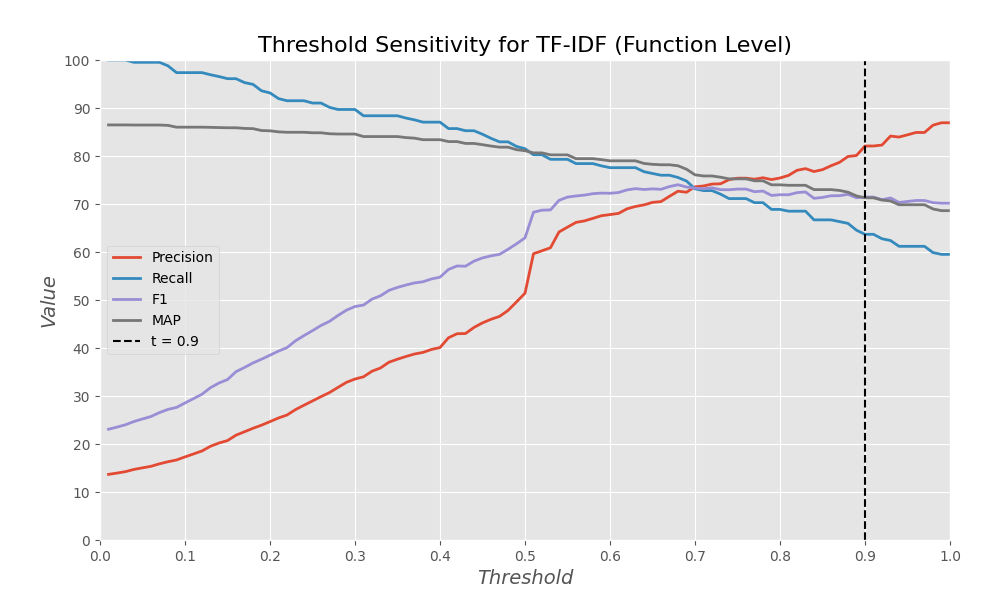 Threshold Sensitivity for TF-IDF (Function Level)
100
90
80
70
60
50
40
30
20
10
0
Value
Precision
Recall
F1
MAP
t = 0.9
0.0 0.1 0.2 0.3 0.4 0.5 0.6 0.7 0.8 0.9 1.0
Threshold